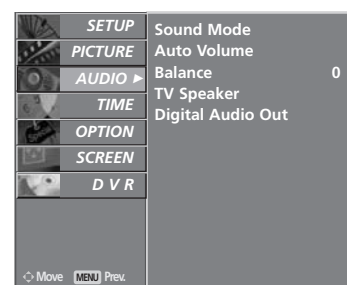 SETUP
PICTURE
AUDIO ►
TIME
OPTION
SCREEN
D V R
Move MENU Prev.
Sound Mode
Auto Volume
Balance 0
TV Speaker
Digital Audio Out